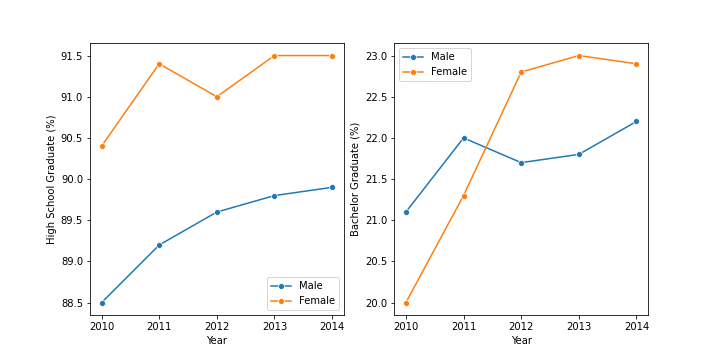 High School Graduate (%)
91.5
91.0
90.5
90.0
89.5
89.0
88.5
Male
Female
2010 2011 2012 2013 2014
Year
Bachelor Graduate (%)
Male
Female
23.0
22.5
22.0
21.5
21.0
20.5
20.0
2010 2011 2012 2013 2014
Year